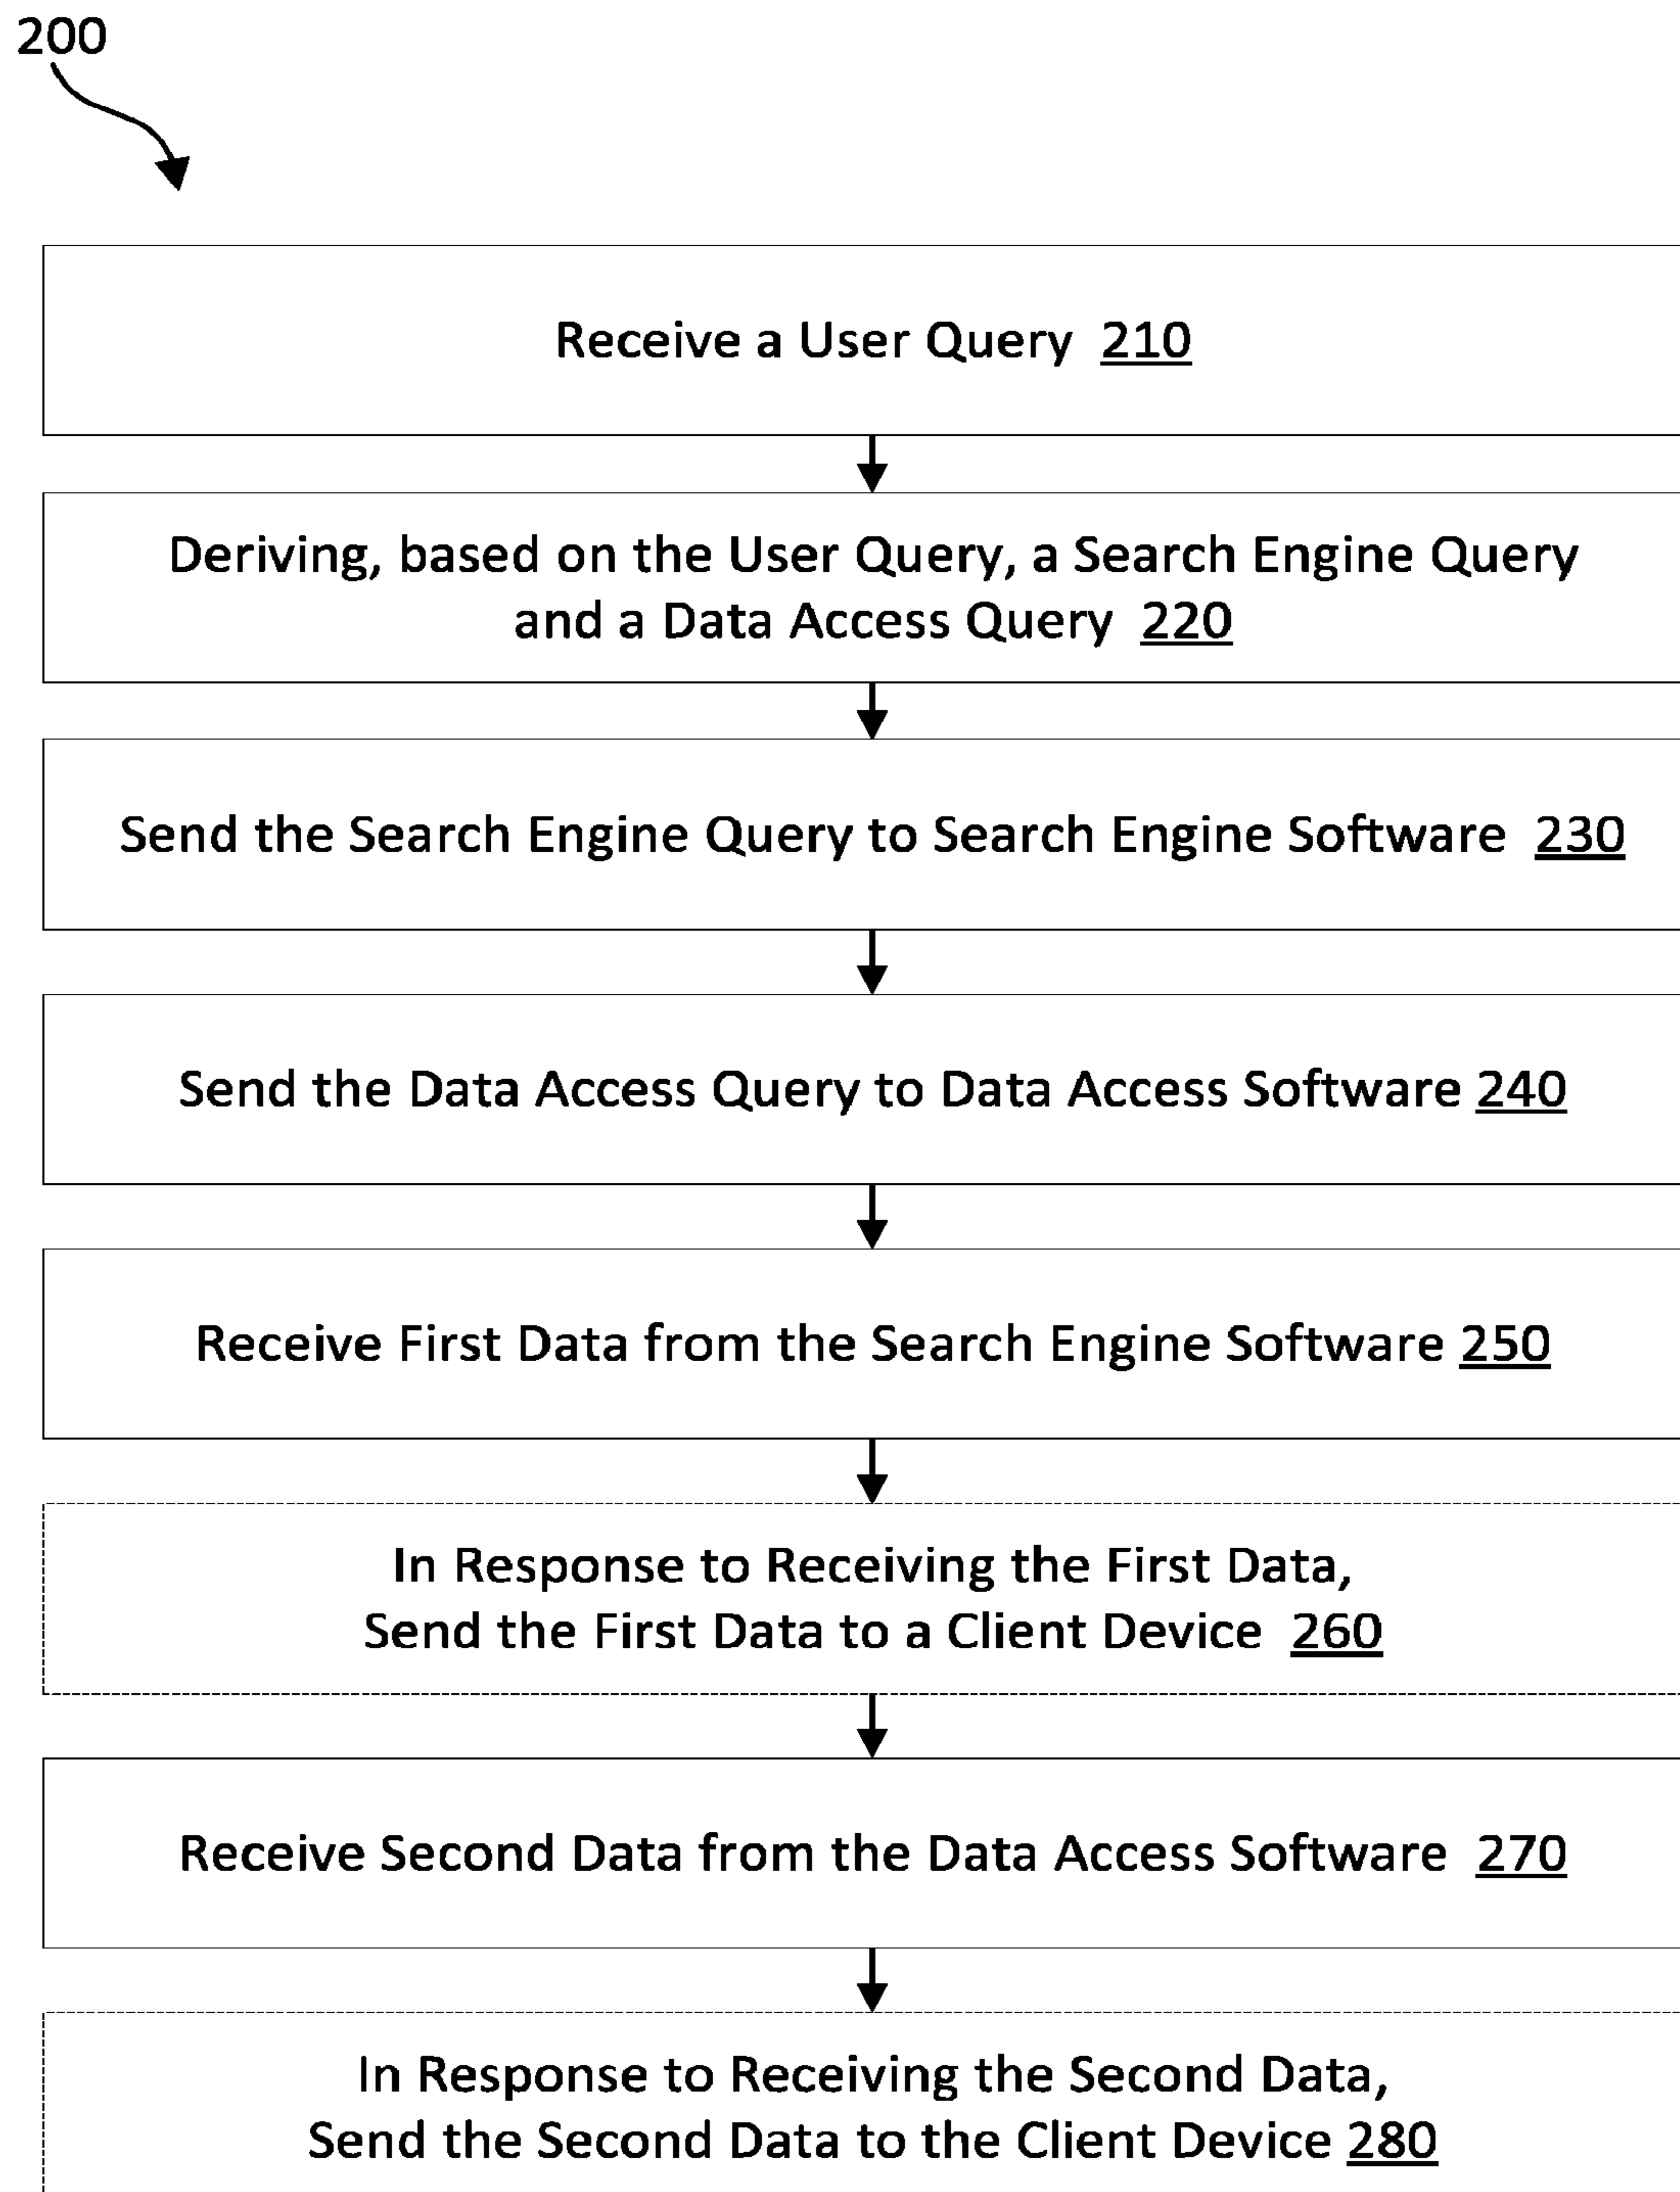 200
Receive a User Query 210
Deriving, based on the User Query, a Search Engine Query
and a Data Access Query 220
Send the Search Engine Query to Search Engine Software 230
Send the Data Access Query to Data Access Software 240
Receive First Data from the Search Engine Software 250
In Response to Receiving the First Data,
Send the First Data to a Client Device 260
Receive Second Data from the Data Access Software 270
In Response to Receiving the Second Data,
Send the Second Data to the Client Device 280